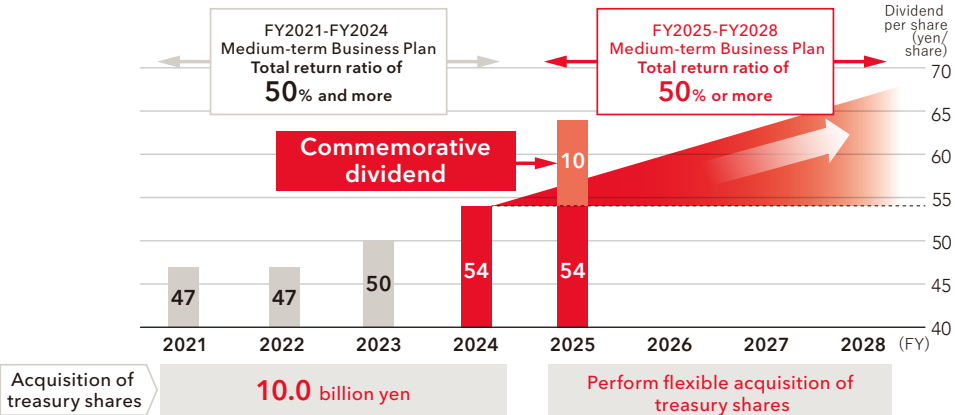 Dividend
per share
(yen/
share)
FY2021-FY2024
Medium-term Business Plan
Total return ratio of
50% and more
FY2025-FY2028
Medium-term Business Plan
Total return ratio of
50% or more
70
65
60
55
50
45
40
Commemorative
dividend
10
47
47
50
54
54
2021
2022
2023
2024
2025
2026
2027
2028
(FY)
Acquisition of
treasury shares
10.0 billion yen
Perform flexible acquisition of
treasury shares